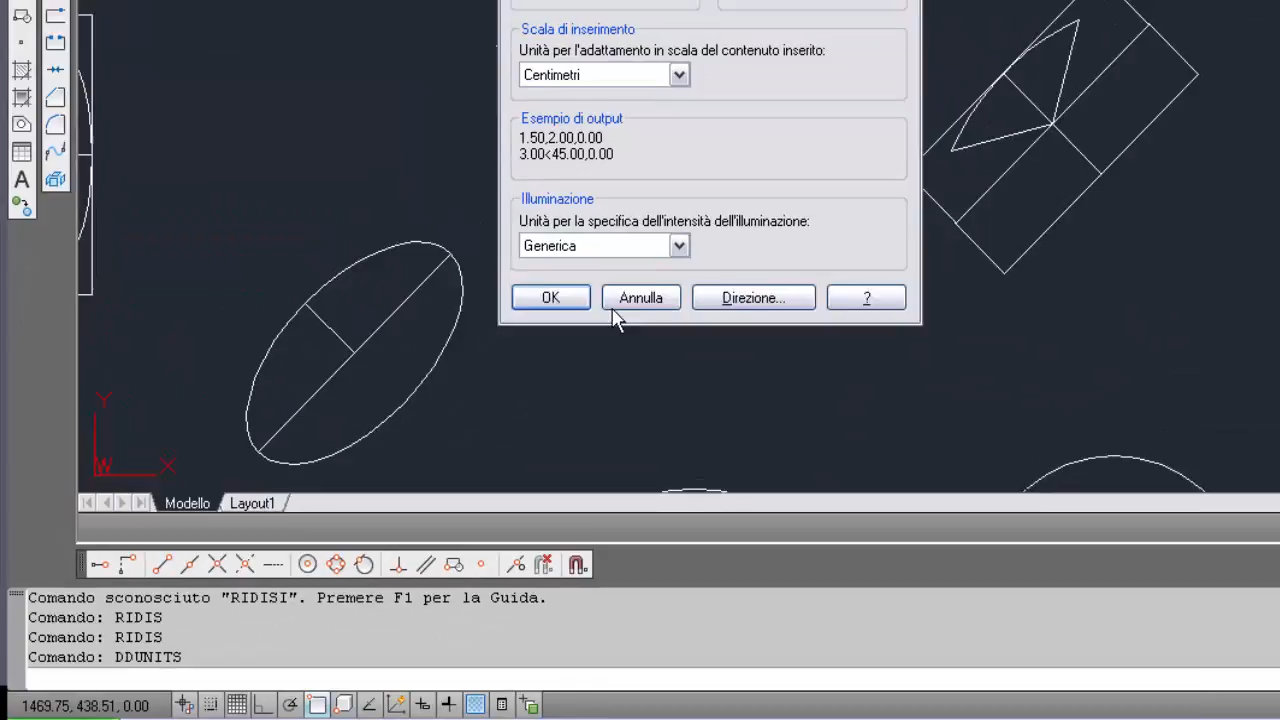 Scala di inserimento
Unità per l'adattamento in scala del contenuto inserito:
Centimetri
Esempio di output
1.50,2.00,0.00
3.00<45.00,0.00
Illuminazione
Unità per la specifica dell'intensità dell'illuminazione:
Generica
OK Annulla Direzione... ?
A
Y
W X
Modello Layout1
Comando sconosciuto "RIDISI". Premere F1 per la Guida.
Comando: RIDIS
Comando: RIDIS
Comando: DDUNITS
1469.75, 438.51, 0.00